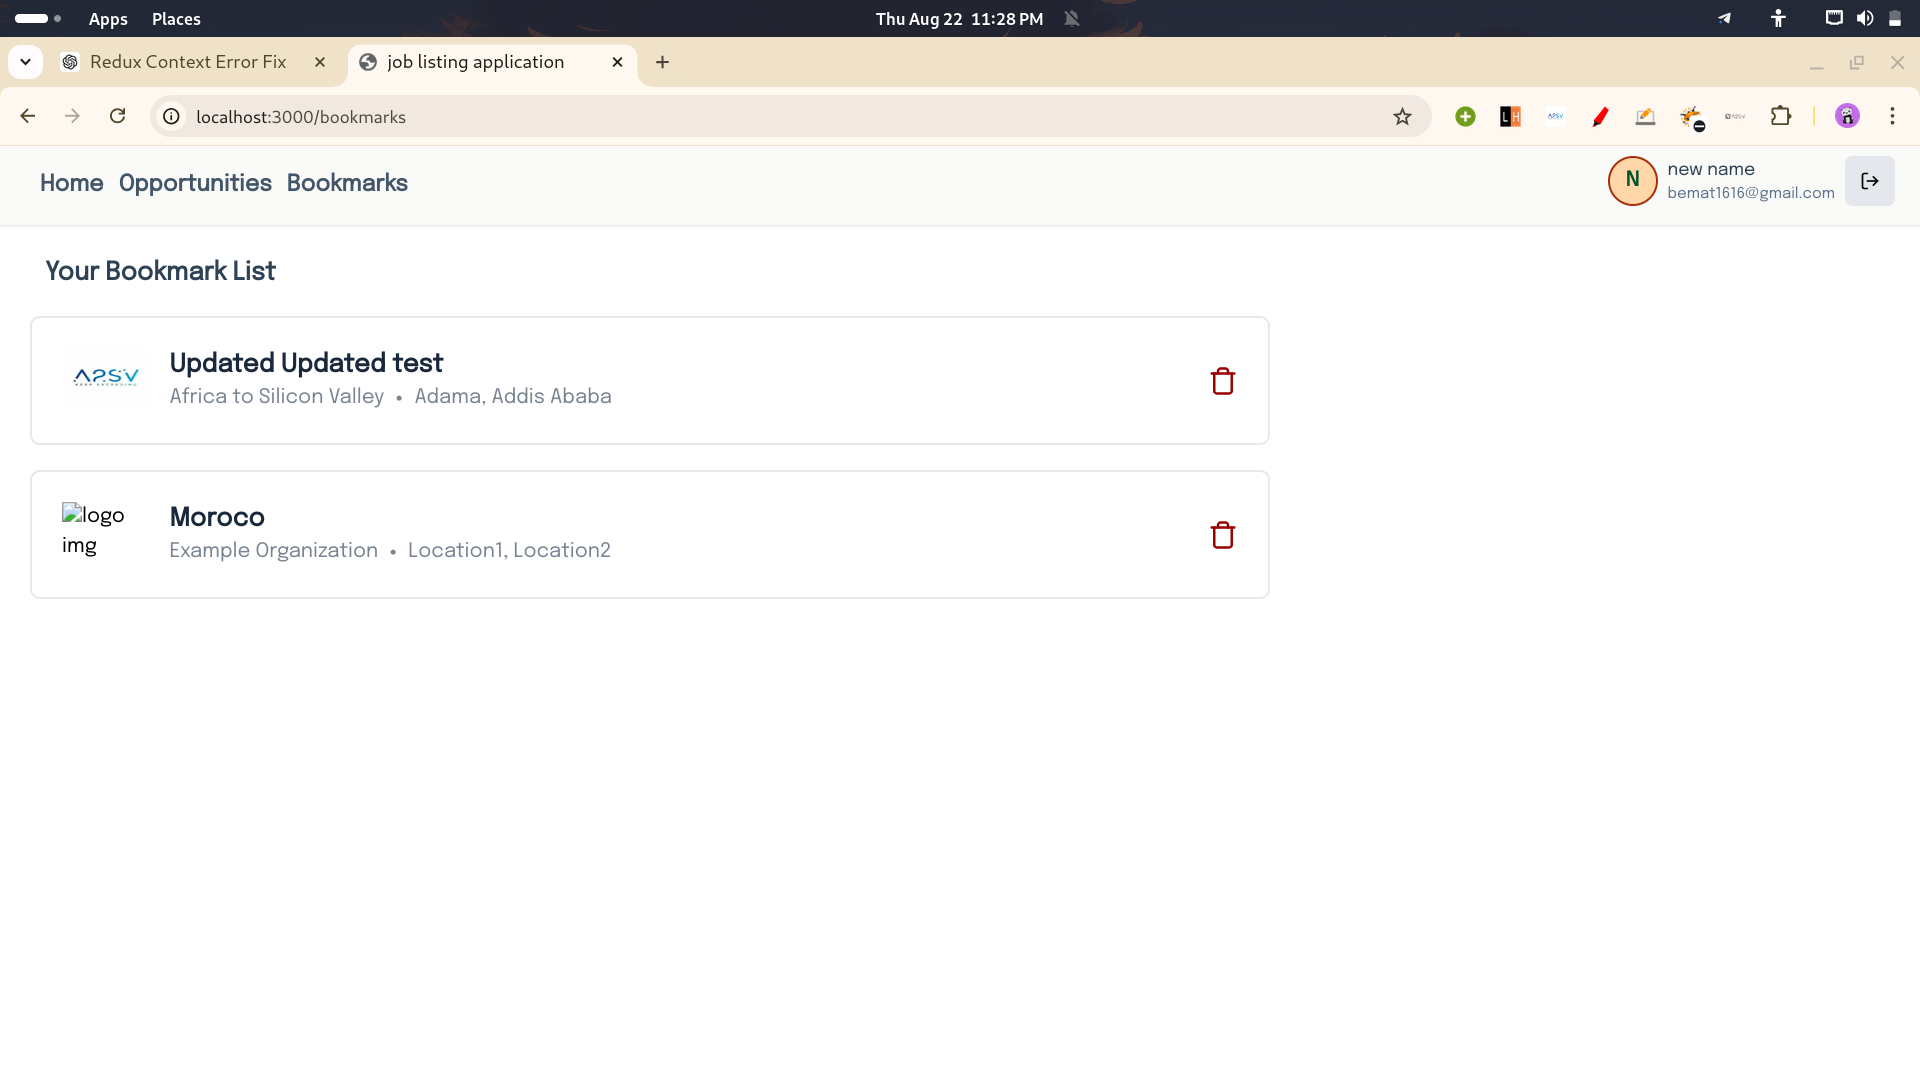 Apps Places Thu Aug 22 11:28 PM
Redux Context Error Fix job listing application
localhost:3000/bookmarks
Home Opportunities Bookmarks
N
new name
bemat1616@gmail.com
Your Bookmark List
Updated Updated test
Africa to Silicon Valley • Adama, Addis Ababa
logo
img
Moroco
Example Organization • Location1, Location2